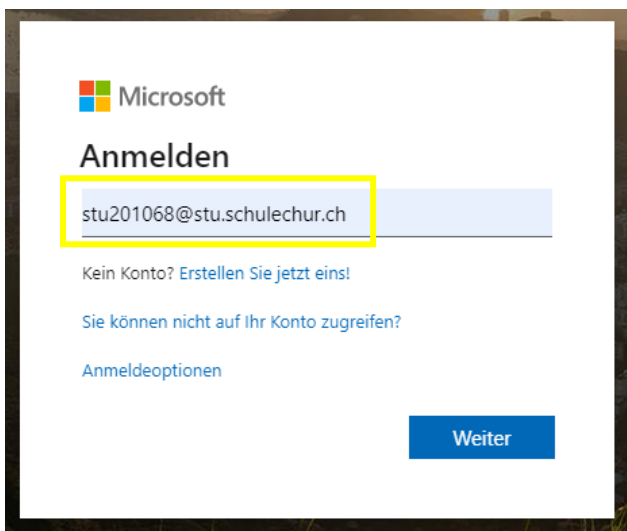 Microsoft
Anmelden
stu201068@stu.schulechur.ch
Kein Konto? Erstellen Sie jetzt eins!
Sie können nicht auf Ihr Konto zugreifen?
Anmeldeoptionen
Weiter